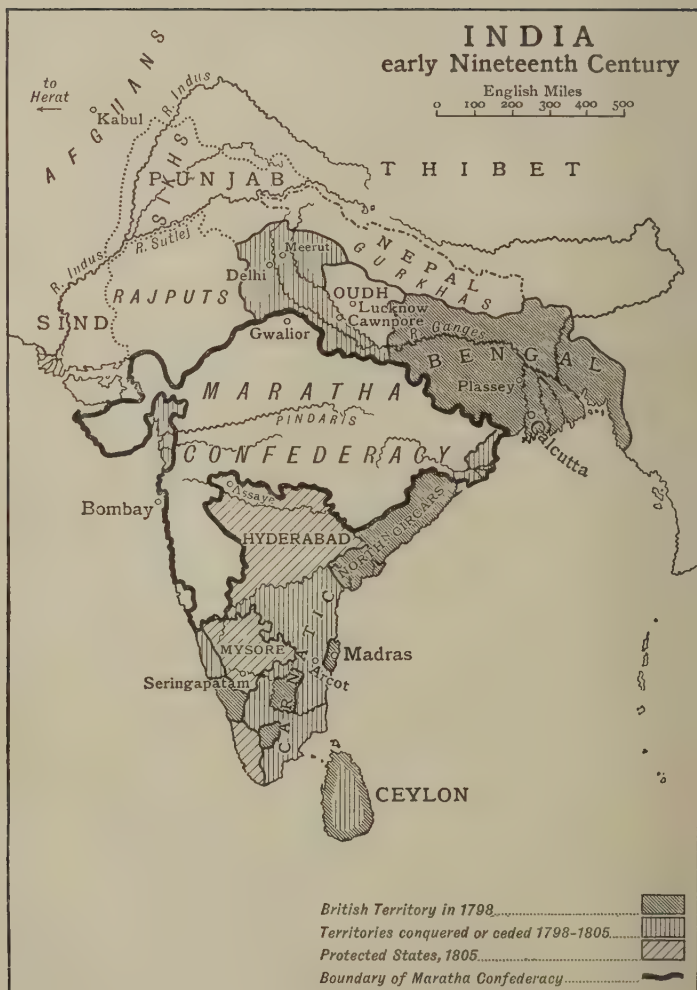 INDIA
early Nineteenth Century
English Miles
0 100 200 300 400 500
to
Herat
Kabul
AFGHANS
R. Indus
SIKHS
PUNJAB
THIBET
R. Sutlej
R. Indus
NEPAL
GURKHAS
Meerut
Delhi
RAJPUTS
OUDH
Lucknow
Cawnpore
SIND
Gwalior
R. Ganges
BENGAL
Plassey
Calcutta
MARATHA
PINDARIS
CONFEDERACY
Assaye
Bombay
HYDERABAD
NORTHN CIRCARS
MYSORE
Madras
Arcot
Seringapatam
CARNATIC
CEYLON
British Territory in 1798
Territories conquered or ceded 1798-1805
Protected States, 1805
Boundary of Maratha Confederacy